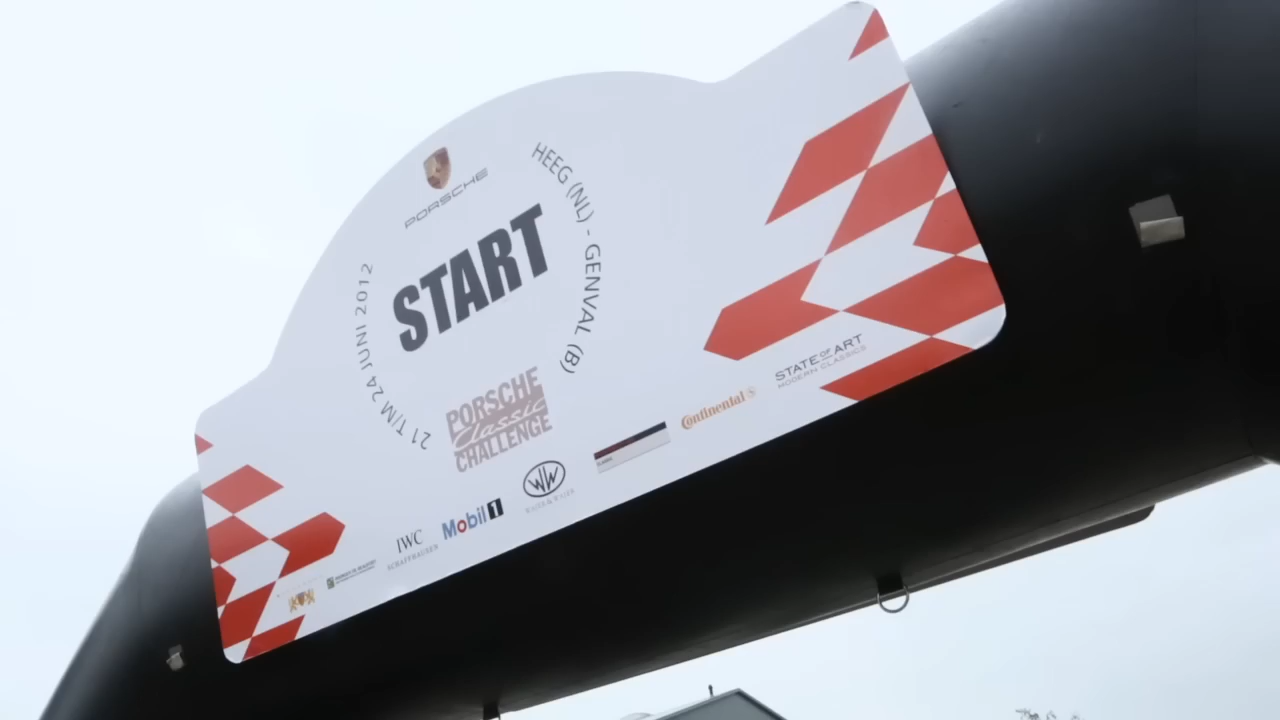 PORSCHE
HEEG (NL) - GENVAL (B)
START
21 T/M 24 JUNI 2012
PORSCHE
Classic
CHALLENGE
STATE OF ART
MODERN CLASSICS
Continental
Mobil 1
IWC
SCHAFFHAUSEN